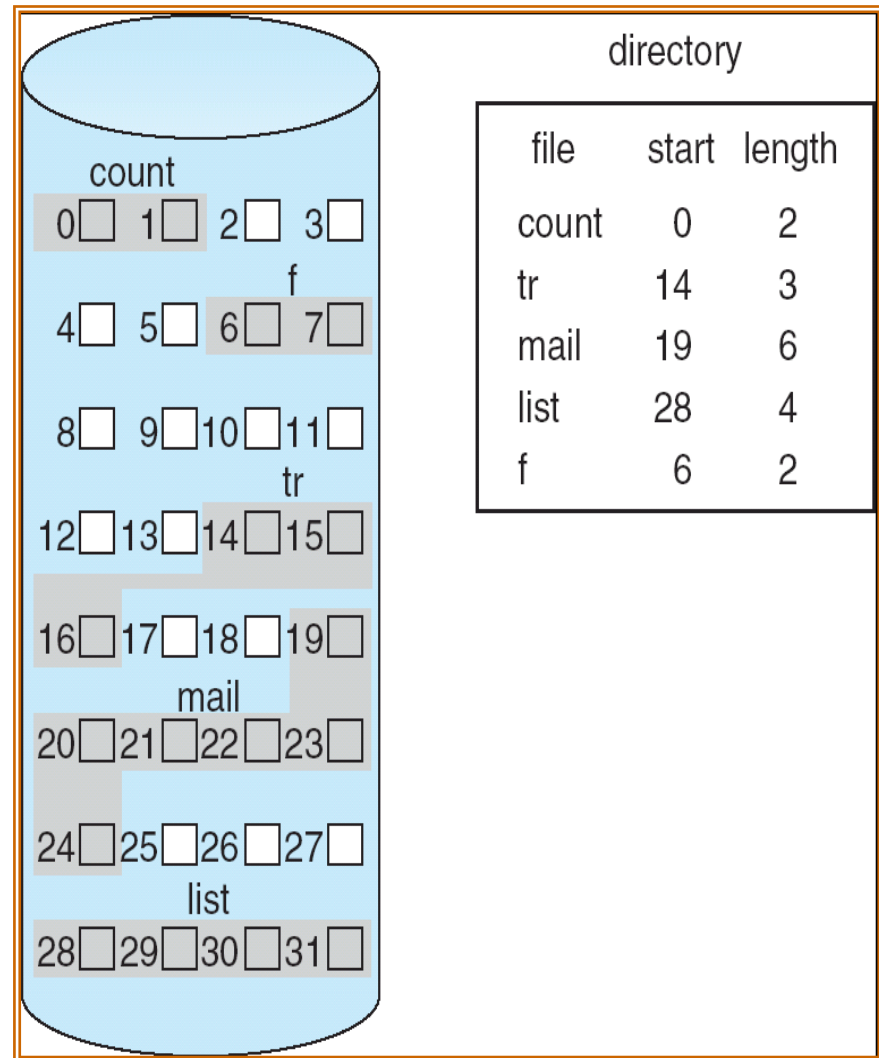 count
0 1 2 3
f
4 5 6 7
8 9 10 11
tr
12 13 14 15
16 17 18 19
mail
20 21 22 23
24 25 26 27
list
28 29 30 31
directory
file start length
count 0 2
tr 14 3
mail 19 6
list 28 4
f 6 2